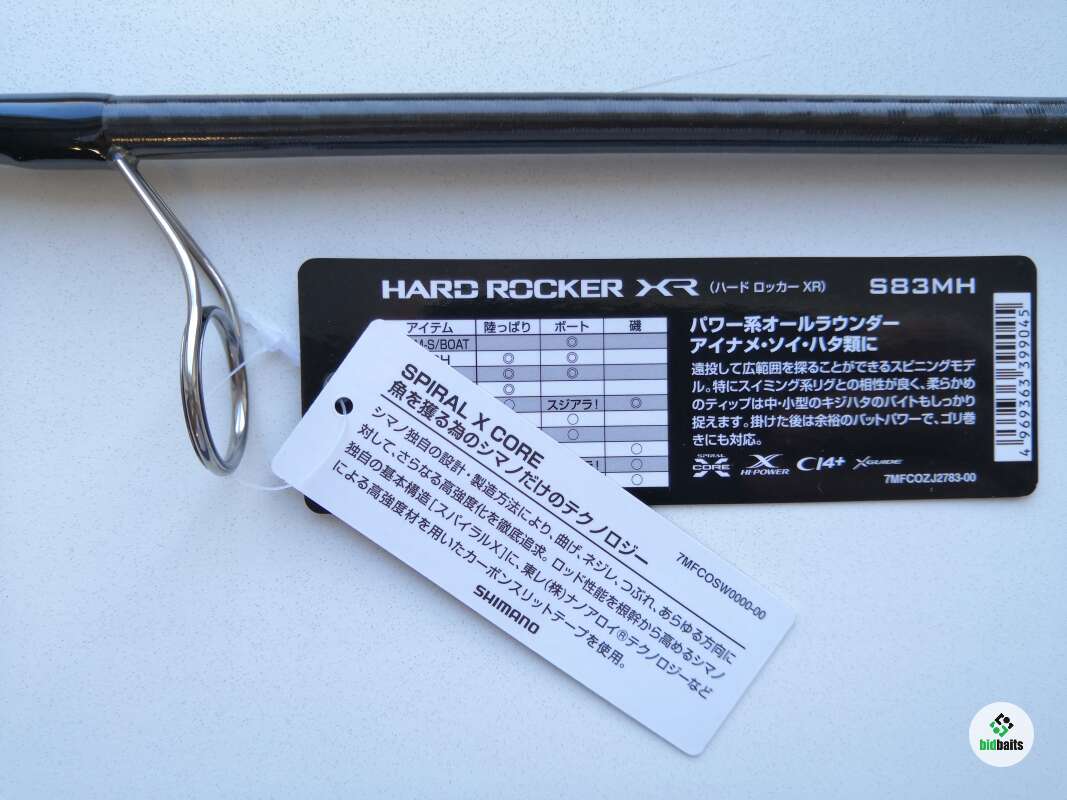 HARD ROCKER XR (ハード ロッカー XR) S83MH
アイテム 陸っぱり ボート 磯
M-S/BOAT ◎
◎ ◎
◎ ◎
◎
スジアラ! ◎
○
◎
○
! ◎
○
パワー系オールラウンダー
アイナメ・ソイ・ハタ類に
遠投して広範囲を探ることができるスピニングモデ
ル。特にスイミング系リグとの相性が良く、柔らかめ
のティップは中・小型のキジハタのバイトもしっかり
捉えます。掛けた後は余裕のバットパワーで、ゴリ巻
きにも対応。
SPIRAL X CORE X HI-POWER CI4+ X GUIDE
7MFCOZJ2783-00
4969363399045
SPIRAL X CORE
魚を獲る為のシマノだけのテクノロジー
シマノ独自の設計・製造方法により、曲げ、ネジレ、つぶれ、あらゆる方向に
対して、さらなる高強度化を徹底追求。ロッド性能を根幹から高めるシマノ
独自の基本構造[スパイラルX]に、東レ(株)ナノアロイ®テクノロジーなど
による高強度材を用いたカーボンスリットテープを使用。
SHIMANO
7MFCOSW0000-00
bidbaits